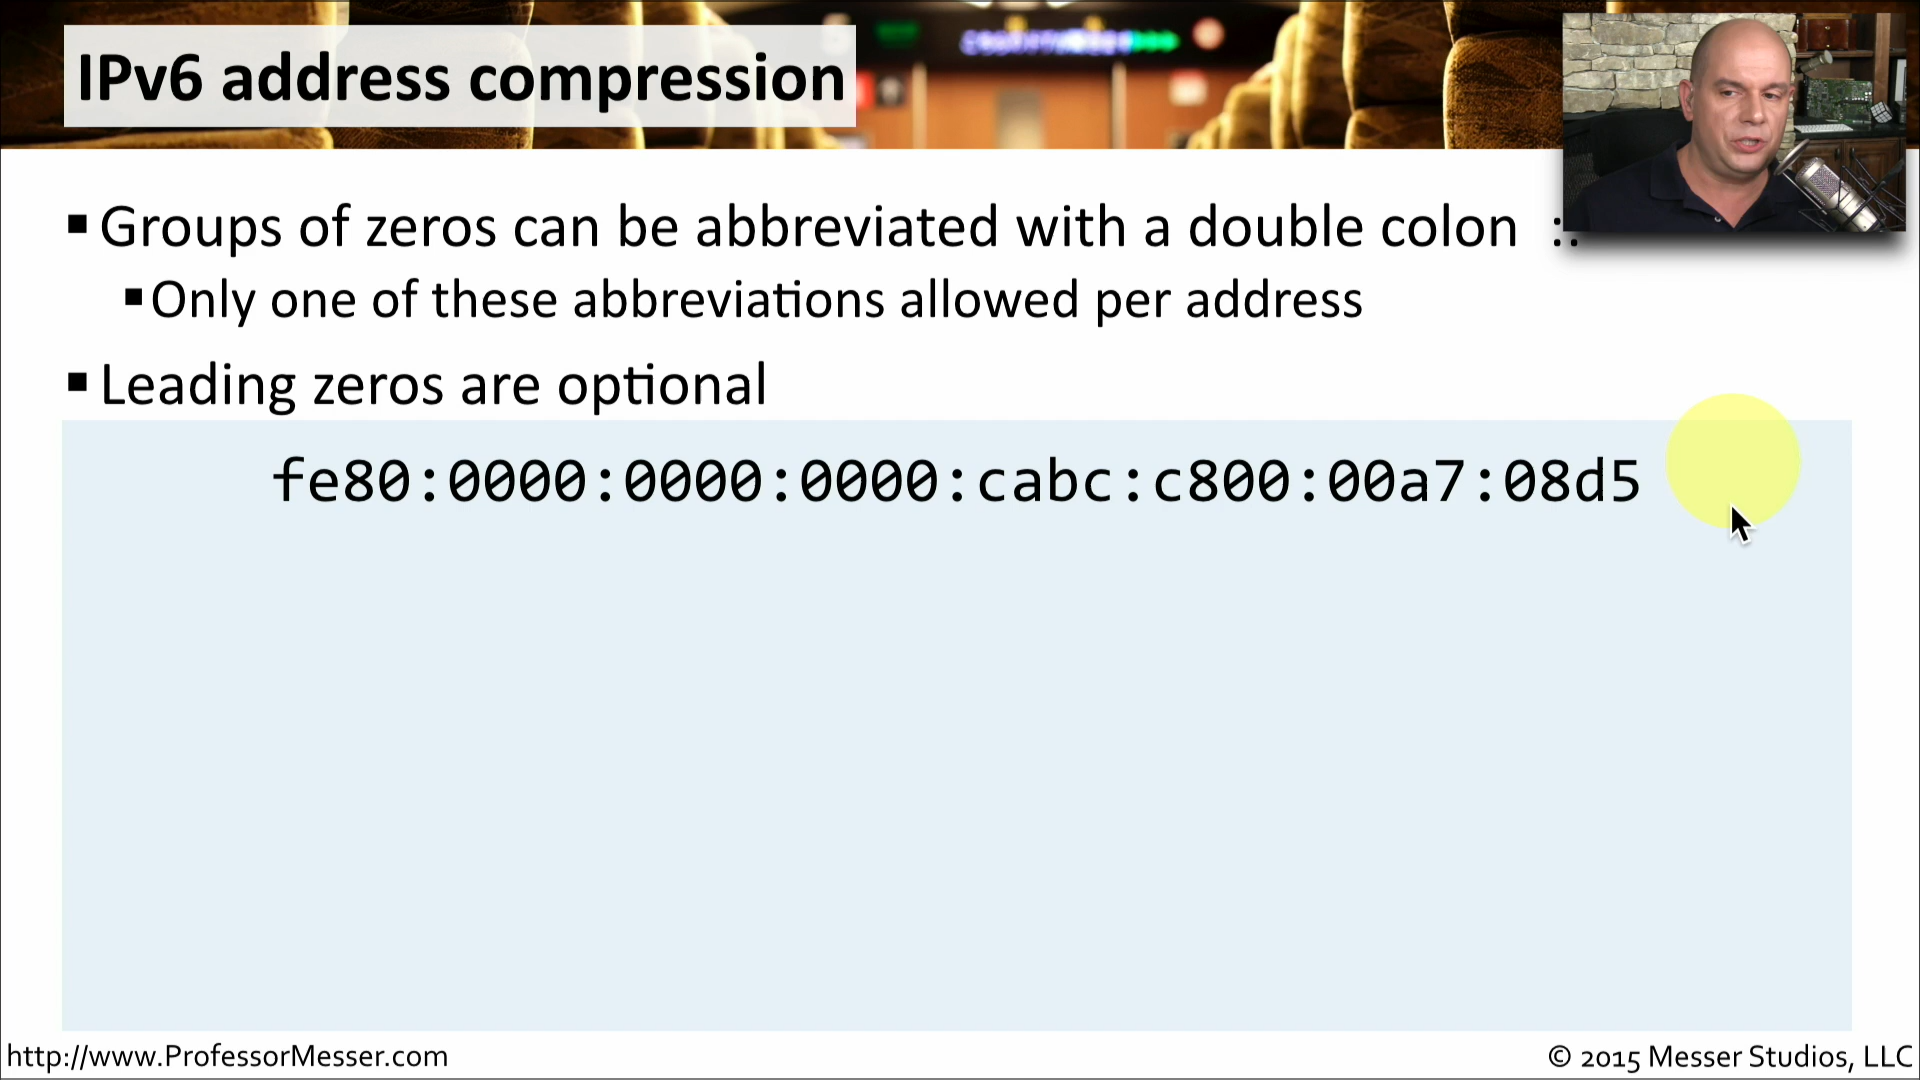 IPv6 address compression
Groups of zeros can be abbreviated with a double colon ::
Only one of these abbreviations allowed per address
Leading zeros are optional
fe80:0000:0000:0000:cabc:c800:00a7:08d5
http://www.ProfessorMesser.com
© 2015 Messer Studios, LLC